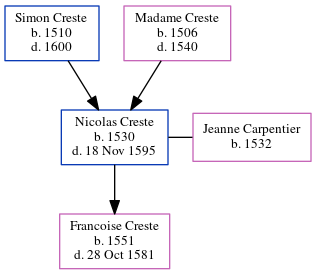 Simon Creste
b. 1510
d. 1600
Madame Creste
b. 1506
d. 1540
Nicolas Creste
b. 1530
d. 18 Nov 1595
Jeanne Carpentier
b. 1532
Francoise Creste
b. 1551
d. 28 Oct 1581